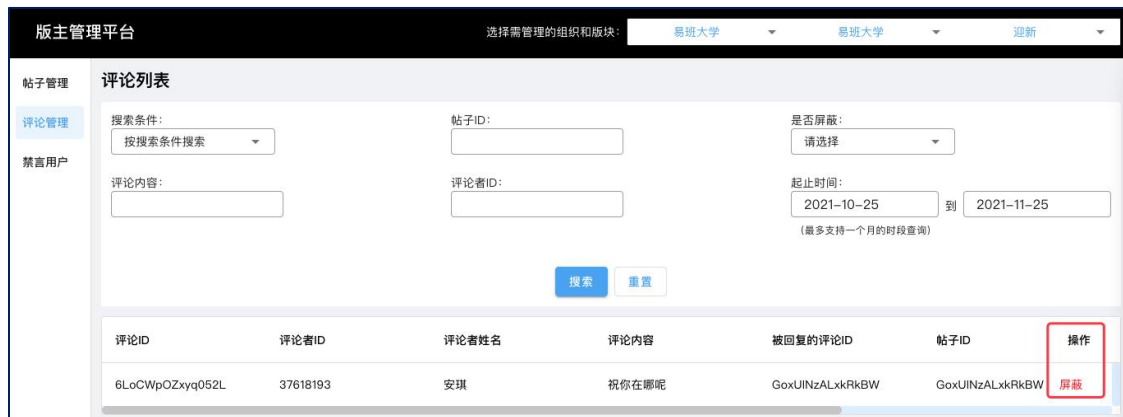 版主管理平台 选择需管理的组织和版块: 易班大学 易班大学 迎新
帖子管理 评论列表
评论管理
禁言用户
搜索条件: 帖子ID: 是否屏蔽:
按搜索条件搜索 请选择
评论内容: 评论者ID: 起止时间:
2021-10-25 到 2021-11-25
(最多支持一个月的时段查询)
搜索 重置
评论ID 评论者ID 评论者姓名 评论内容 被回复的评论ID 帖子ID 操作
6LoCWpOZxyq052L 37618193 安琪 祝你在哪呢 GoxUINzALxkRkBW GoxUINzALxkRkBW 屏蔽